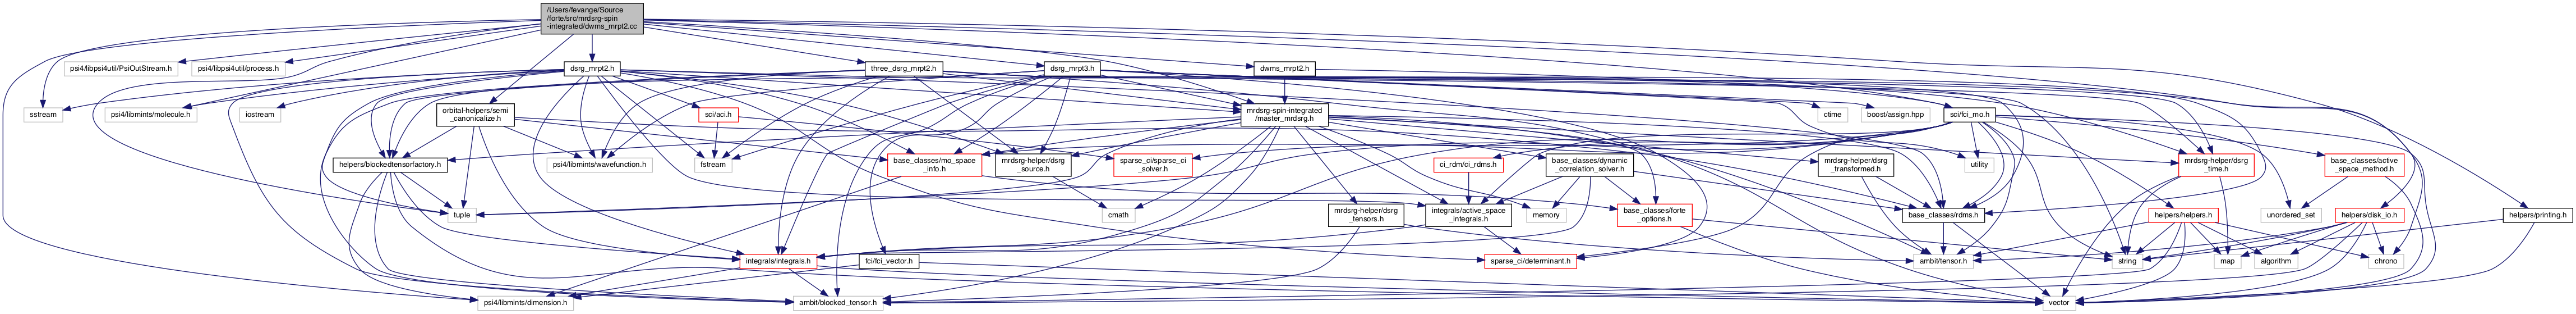 /Users/fevange/Source
/forte/src/mrdsrg-spin
-integrated/dwms_mrpt2.cc
psi4/libpsi4util/PsiOutStream.h
psi4/libpsi4util/process.h
dsrg_mrpt2.h
three_dsrg_mrpt2.h
dsrg_mrpt3.h
dwms_mrpt2.h
sstream
psi4/libmints/molecule.h
iostream
orbital-helpers/semi
_canonicalize.h
sci/aci.h
mrdsrg-spin-integrated
/master_mrdsrg.h
ctime
boost/assign.hpp
sci/fci_mo.h
helpers/blockedtensorfactory.h
psi4/libmints/wavefunction.h
fstream
base_classes/mo_space
_info.h
mrdsrg-helper/dsrg
_source.h
sparse_ci/sparse_ci
_solver.h
ci_rdm/ci_rdms.h
base_classes/dynamic
_correlation_solver.h
mrdsrg-helper/dsrg
_transformed.h
utility
mrdsrg-helper/dsrg
_time.h
base_classes/active
_space_method.h
tuple
cmath
mrdsrg-helper/dsrg
_tensors.h
integrals/active_space
_integrals.h
memory
base_classes/forte
_options.h
base_classes/rdms.h
helpers/helpers.h
unordered_set
helpers/disk_io.h
helpers/printing.h
integrals/integrals.h
fci/fci_vector.h
sparse_ci/determinant.h
ambit/tensor.h
string
map
algorithm
chrono
psi4/libmints/dimension.h
ambit/blocked_tensor.h
vector